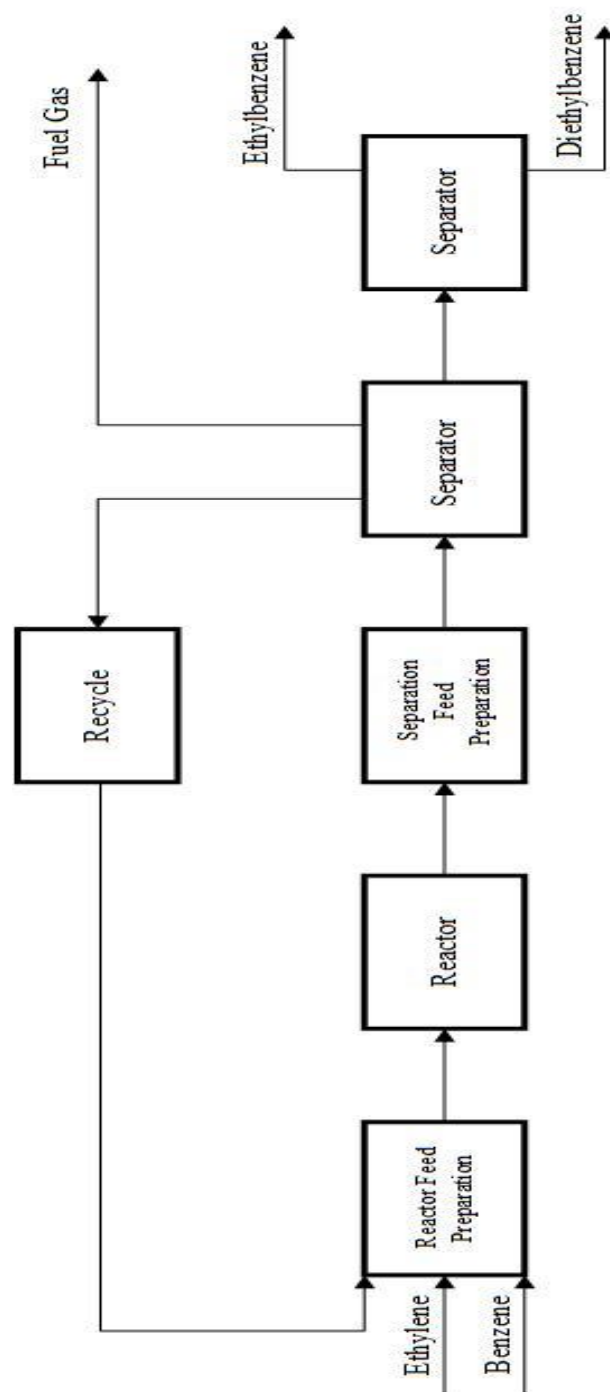 Fuel Gas
Ethylbenzene
Diethylbenzene
Separator
Separator
Recycle
Separation
Feed
Preparation
Reactor
Reactor Feed
Preparation
Ethylene
Benzene